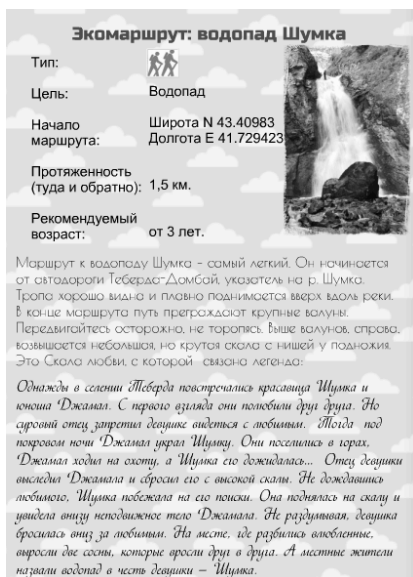 Экомаршрут: водопад Шумка
Тип:
Цель: Водопад
Начало маршрута: Широта N 43.40983
Долгота E 41.729423
Протяженность
(туда и обратно): 1,5 км.
Рекомендуемый
возраст: от 3 лет.
Маршрут к водопаду Шумка - самый легкий. Он начинается
от автодороги Теберда-Домбай, указатель на р. Шумка.
Тропа хорошо видна и плавно поднимается вверх вдоль реки.
В конце маршрута путь преграждают крупные валуны.
Передвигайтесь осторожно, не торопясь. Выше валунов, справа,
возвышается небольшая, но крутая скала с нишей у подножия.
Это Скала любви, с которой связана легенда:
Однажды в селении Теберда повстречались красавица Шумка и
юноша Джамал. С первого взгляда они полюбили друг друга. Но
суровый отец запретил девушке видеться с любимым. Тогда под
покровом ночи Джамал украл Шумку. Они поселились в горах,
Джамал ходил на охоту, а Шумка его дожидалась... Отец девушки
выследил Джамала и сбросил его с высокой скалы. Не дождавшись
любимого, Шумка побежала на его поиски. Она поднялась на скалу и
увидела внизу неподвижное тело Джамала. Не раздумывая, девушка
бросилась вниз за любимым. На месте, где разбились влюбленные,
выросли две сосны, которые вросли друг в друга. А местные жители
назвали водопад в честь девушки – Шумка.